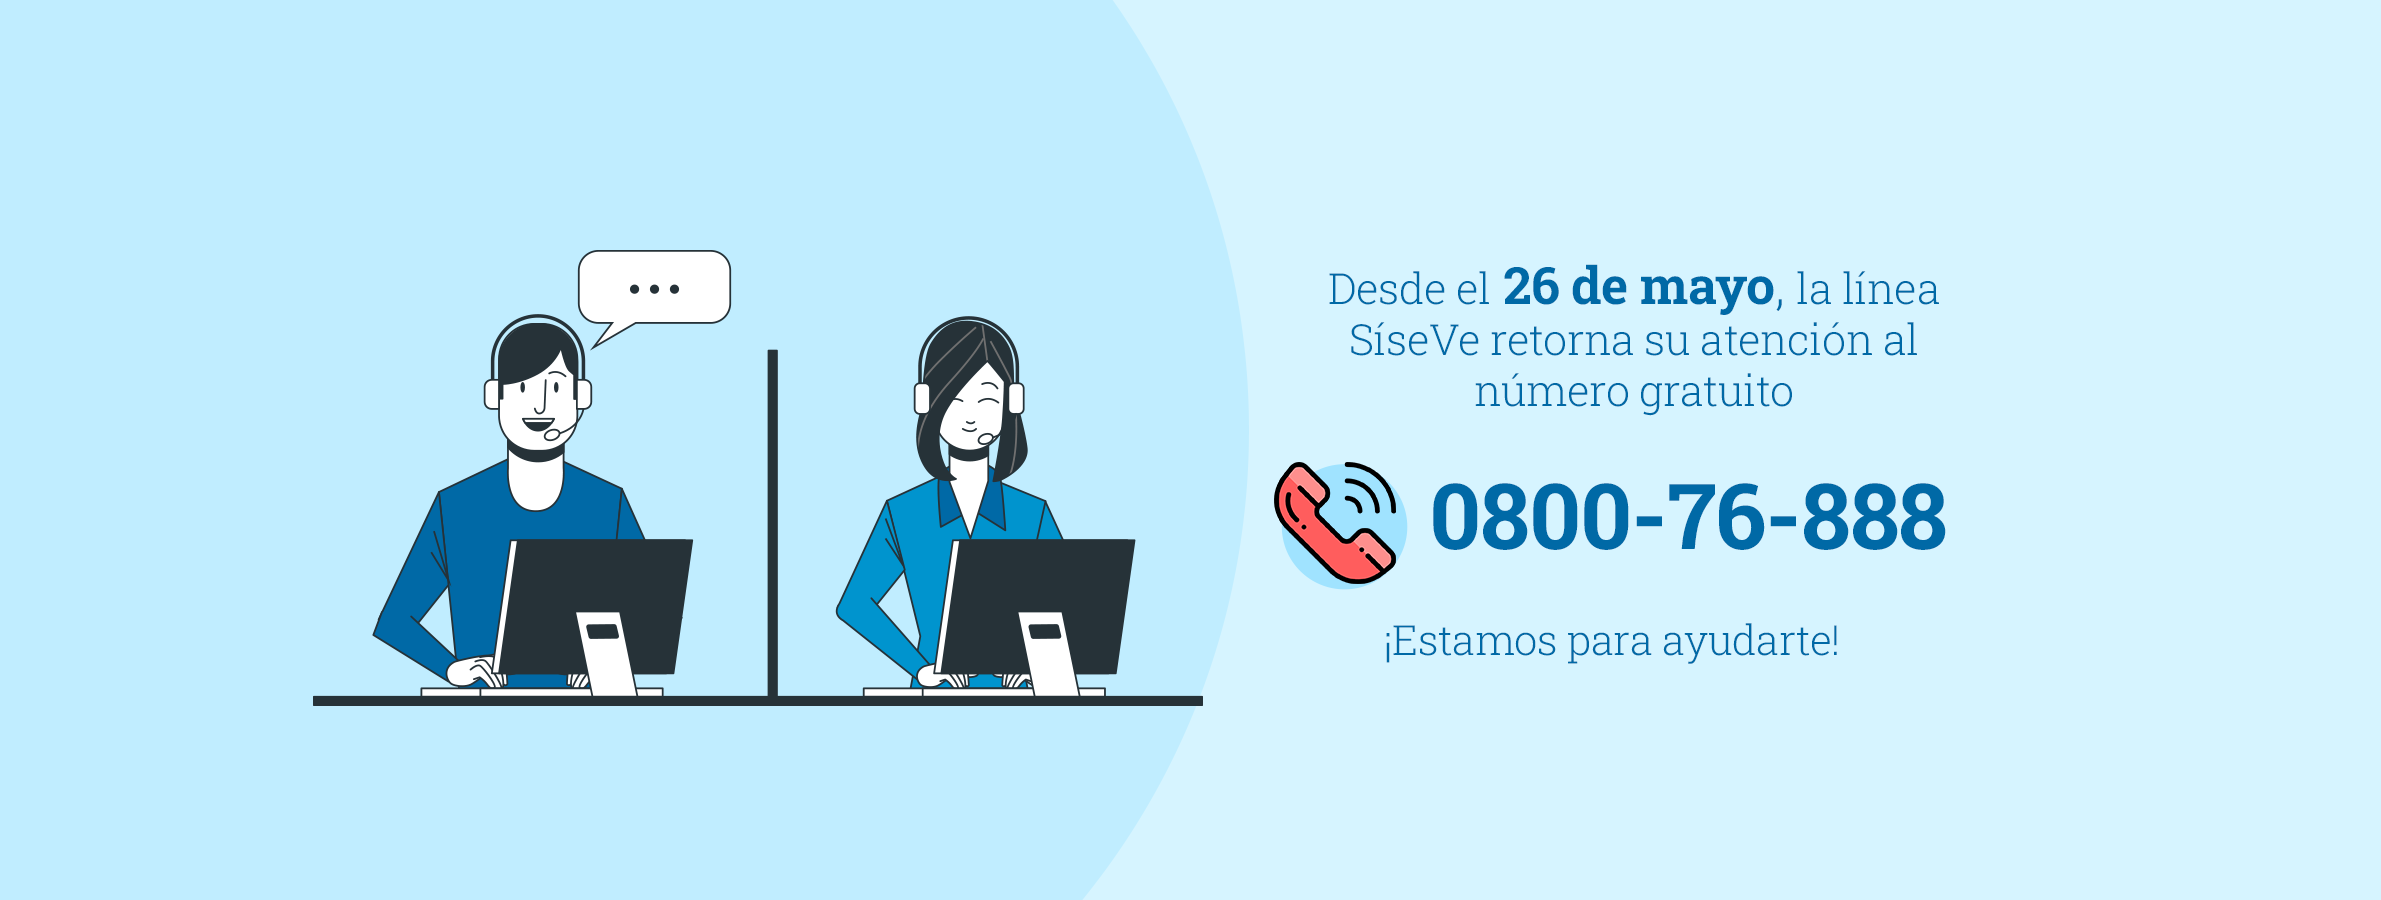 Desde el 26 de mayo, la línea
SíseVe retorna su atención al
número gratuito
0800-76-888
¡Estamos para ayudarte!